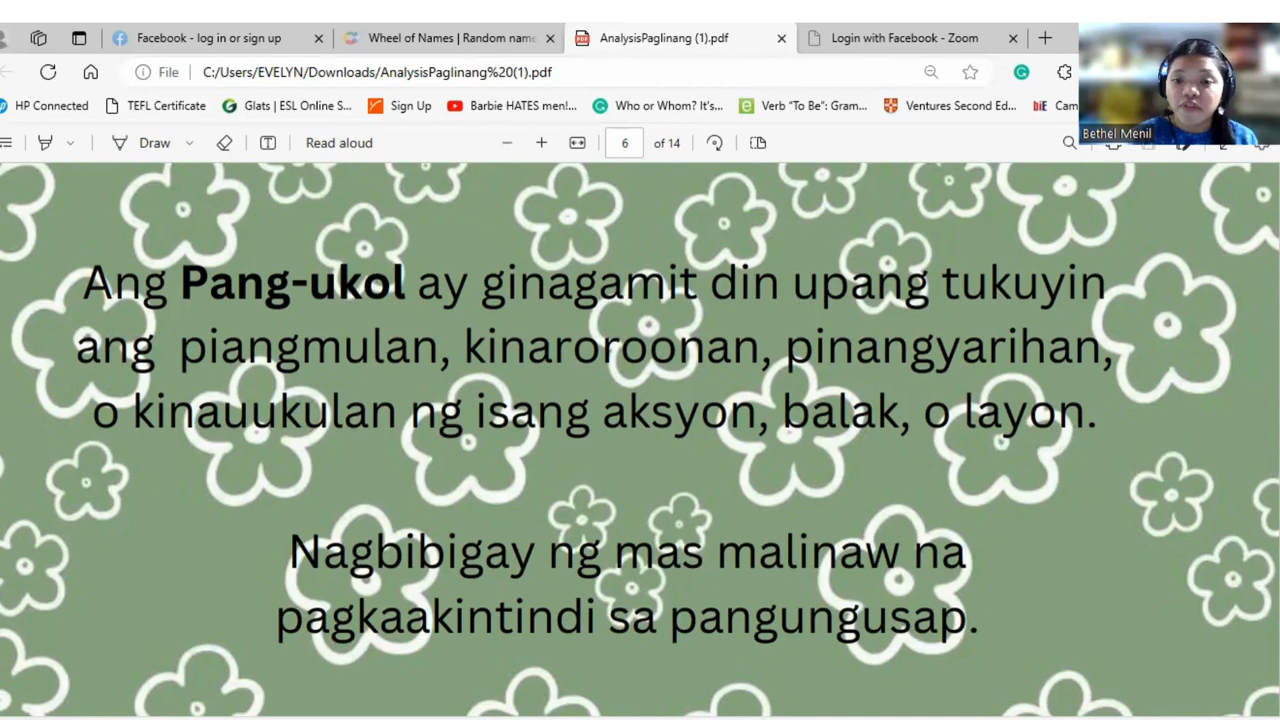 Facebook - log in or sign up
Wheel of Names | Random name
AnalysisPaglinang (1).pdf
Login with Facebook - Zoom
File
C:/Users/EVELYN/Downloads/AnalysisPaglinang%20(1).pdf
HP Connected
TEFL Certificate
Glats | ESL Online S...
Sign Up
Barbie HATES men!...
Who or Whom? It's...
Verb "To Be": Gram...
Ventures Second Ed...
Cam
Draw
Read aloud
6 of 14
Bethel Menil
Ang Pang-ukol ay ginagamit din upang tukuyin
ang piangmulan, kinaroroonan, pinangyarihan,
o kinauukulan ng isang aksyon, balak, o layon.
Nagbibigay ng mas malinaw na
pagkaakintindi sa pangungusap.